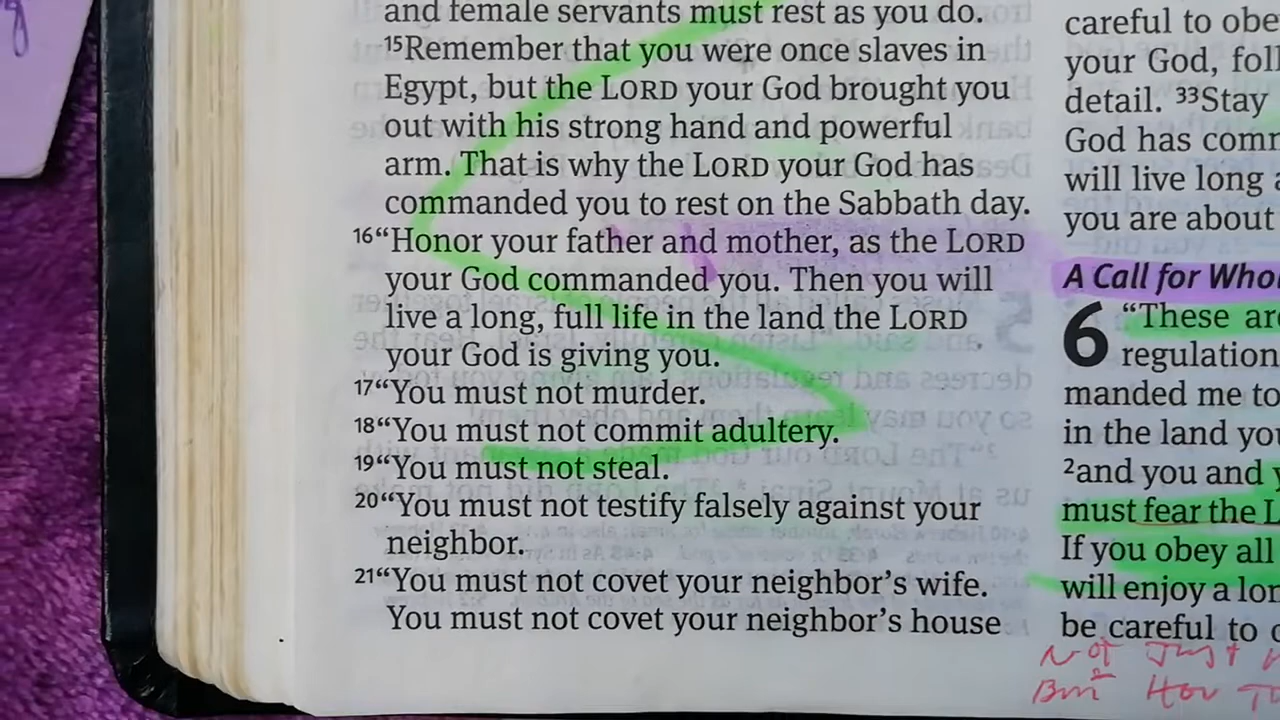 and female servants must rest as you do.
¹⁵Remember that you were once slaves in
Egypt, but the LORD your God brought you
out with his strong hand and powerful
arm. That is why the LORD your God has
commanded you to rest on the Sabbath day.
¹⁶“Honor your father and mother, as the LORD
your God commanded you. Then you will
live a long, full life in the land the LORD
your God is giving you.
¹⁷“You must not murder.
¹⁸“You must not commit adultery.
¹⁹“You must not steal.
²⁰“You must not testify falsely against your
neighbor.
²¹“You must not covet your neighbor’s wife.
You must not covet your neighbor’s house
careful to obe
your God, foll
detail. ³³Stay
God has comm
will live long a
you are about
A Call for Who
6 “These are
regulation
manded me to
in the land you
²and you and y
must fear the L
If you obey all
will enjoy a lon
be careful to o
Not Just
How To